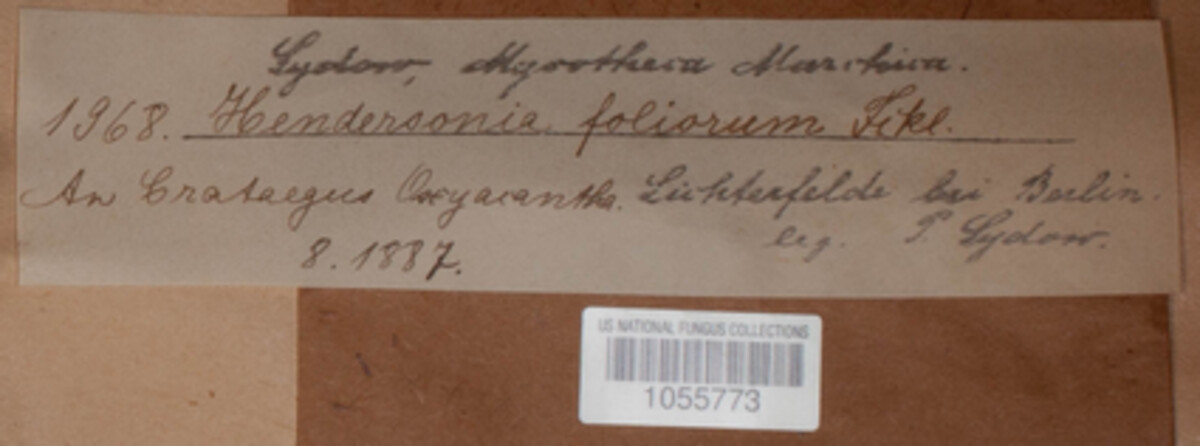 Sydow, Mycotheca Marchica.
1968. Hendersonia foliorum Fckl.
An Crataegus Oxyacantha. Lichterfelde bei Berlin.
8. 1887. leg. P. Sydow.
US NATIONAL FUNGUS COLLECTIONS
1055773